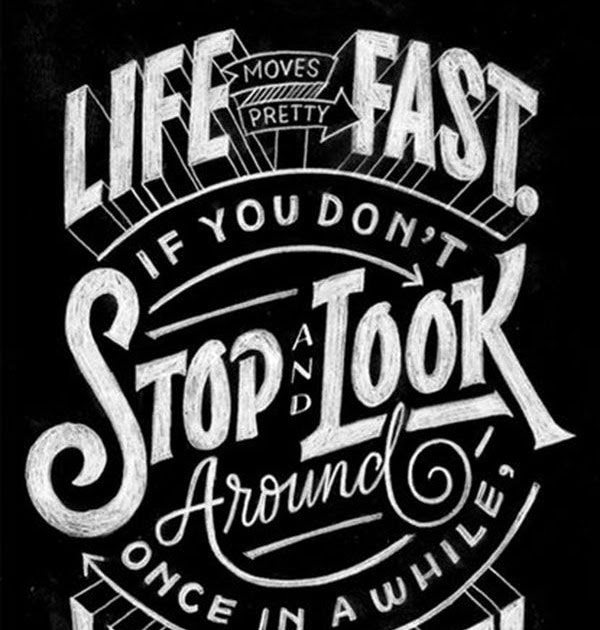 LIFE MOVES PRETTY FAST.
IF YOU DON'T
STOP AND LOOK
Around
ONCE IN A WHILE,